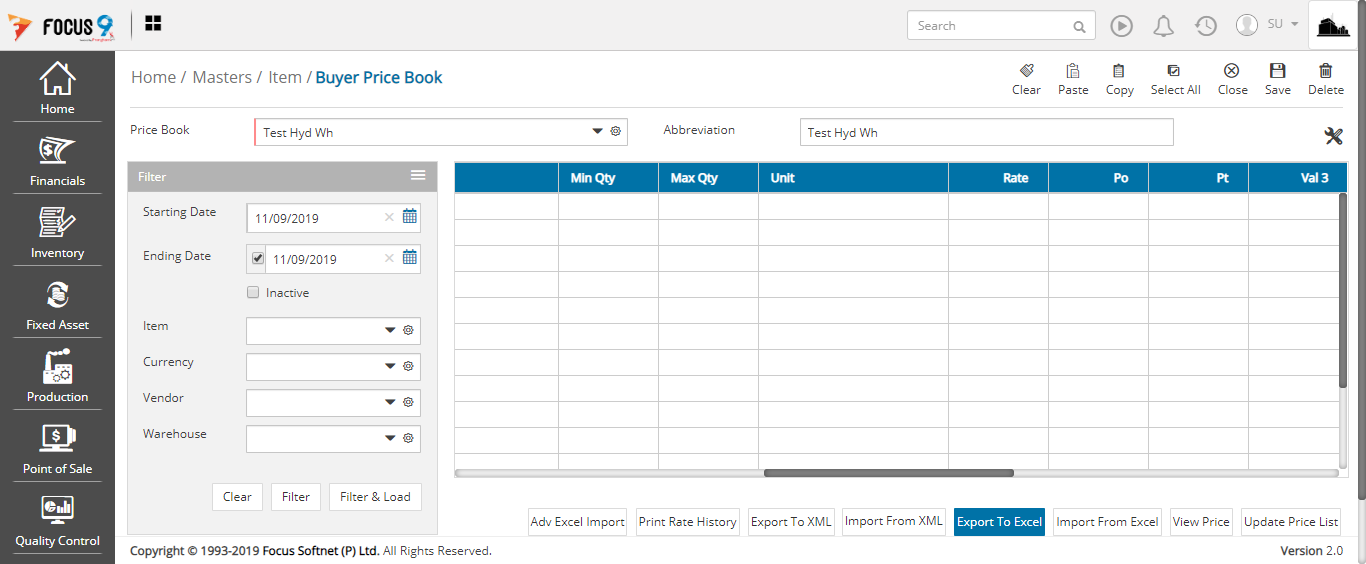 FOCUS 9
Search
SU
Home
Financials
Inventory
Fixed Asset
Production
Point of Sale
Quality Control
Home / Masters / Item / Buyer Price Book
Clear Paste Copy Select All Close Save Delete
Price Book Test Hyd Wh Abbreviation Test Hyd Wh
Filter
Starting Date 11/09/2019
Ending Date 11/09/2019
Inactive
Item
Currency
Vendor
Warehouse
Clear Filter Filter & Load
Min Qty Max Qty Unit Rate Po Pt Val 3
Adv Excel Import Print Rate History Export To XML Import From XML Export To Excel Import From Excel View Price Update Price List
Copyright © 1993-2019 Focus Softnet (P) Ltd. All Rights Reserved.
Version 2.0